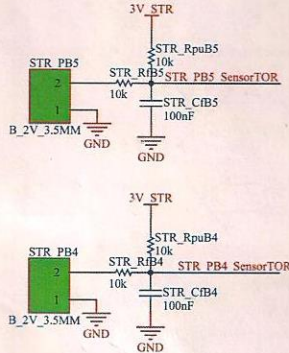 3V_STR
STR_RpuB5
10k
STR_PB5
STR_RfB5
STR_PB5_SensorTOR
2
10k
STR_CfB5
100nF
1
B_2V_3.5MM
GND
GND
3V_STR
STR_RpuB4
10k
STR_PB4
STR_RfB4
STR_PB4_SensorTOR
2
10k
STR_CfB4
100nF
1
B_2V_3.5MM
GND
GND